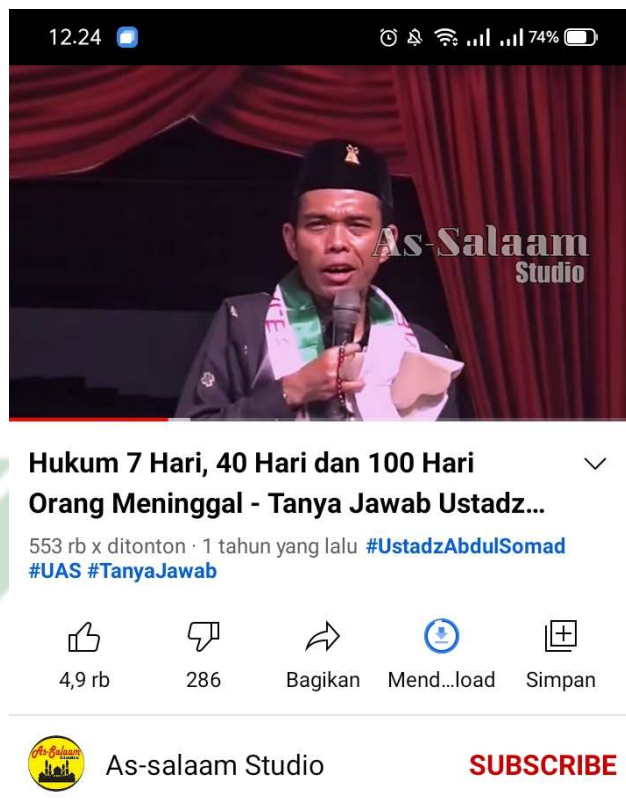 12.24
74%
As-Salaam
Studio
Hukum 7 Hari, 40 Hari dan 100 Hari
Orang Meninggal - Tanya Jawab Ustadz...
553 rb x ditonton · 1 tahun yang lalu #UstadzAbdulSomad
#UAS #TanyaJawab
4,9 rb 286 Bagikan Mend...load Simpan
As-Salaam
As-salaam Studio SUBSCRIBE